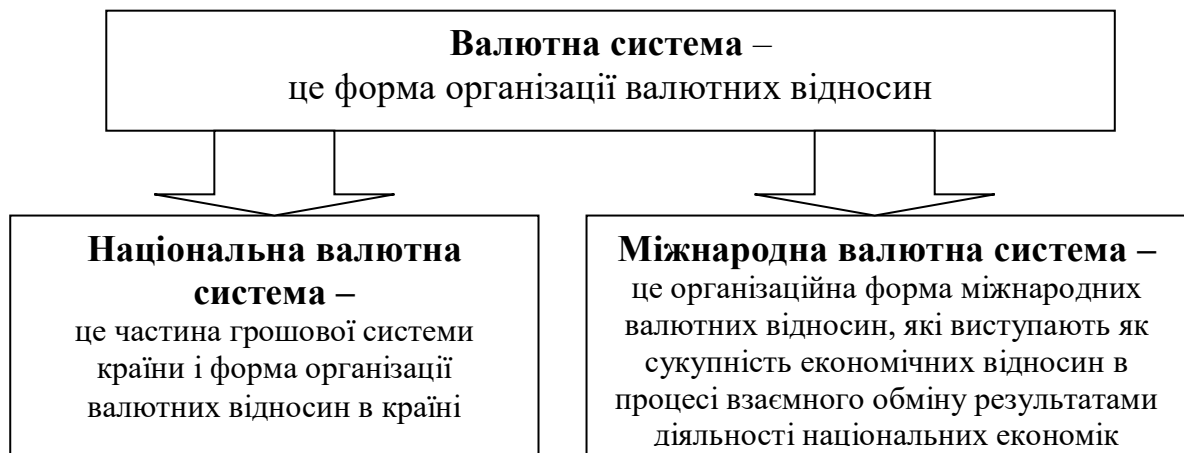 Валютна система –
це форма організації валютних відносин
Національна валютна
система –
це частина грошової системи
країни і форма організації
валютних відносин в країні
Міжнародна валютна система –
це організаційна форма міжнародних
валютних відносин, які виступають як
сукупність економічних відносин в
процесі взаємного обміну результатами
діяльності національних економік